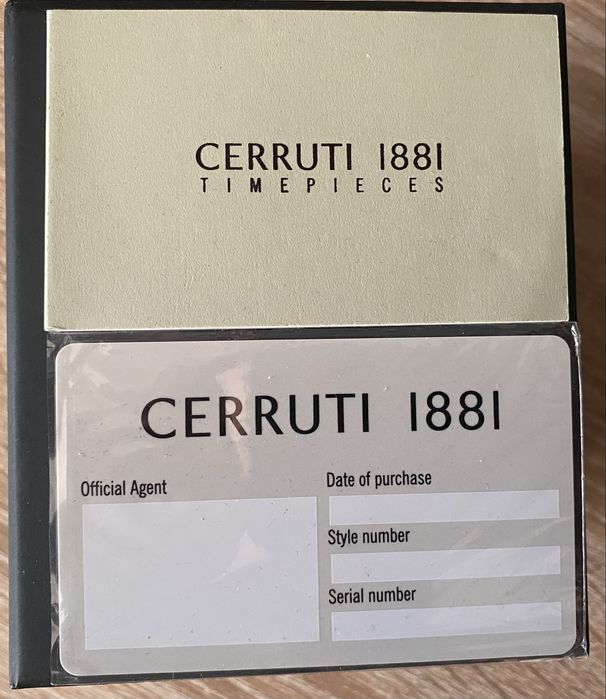 CERRUTI 1881
TIMEPIECES
CERRUTI 1881
Official Agent
Date of purchase
Style number
Serial number